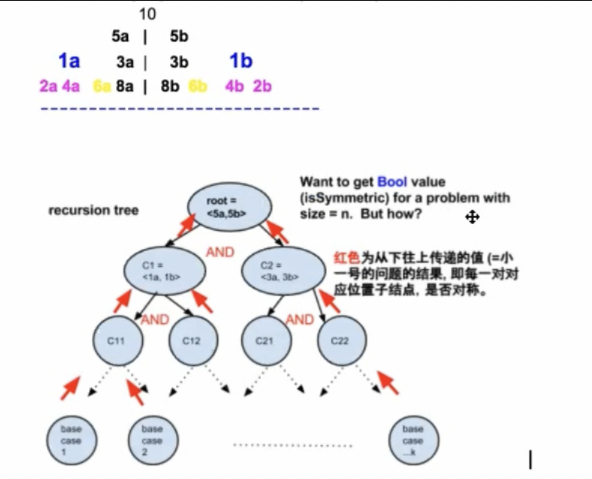 10
5a | 5b
1a 3a | 3b 1b
2a 4a 6a 8a | 8b 6b 4b 2b
recursion tree
root =
<5a,5b>
Want to get Bool value
(isSymmetric) for a problem with
size = n. But how?
AND
C1 =
<1a, 1b>
C2 =
<3a, 3b>
红色为从下往上传递的值 (=小
一号的问题的结果, 即每一对对
应位置子结点, 是否对称。
AND
AND
C11
C12
C21
C22
base
case
1
base
case
2
base
case
...k